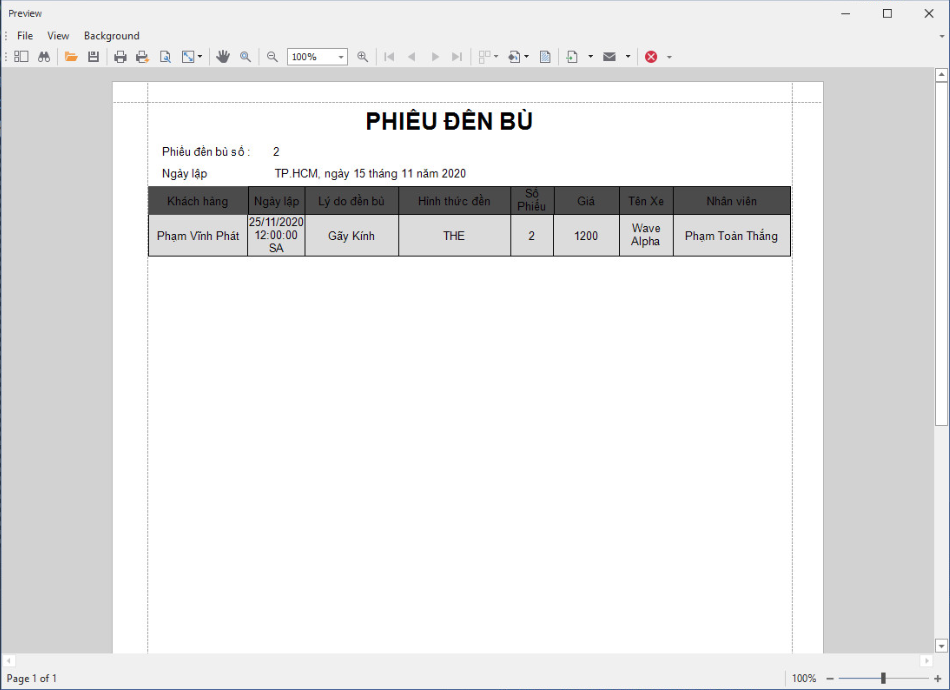 Preview
File View Background
100%
PHIẾU ĐỀN BÙ
Phiếu đền bù số : 2
Ngày lập TP.HCM, ngày 15 tháng 11 năm 2020
Khách hàng Ngày lập Lý do đền bù Hình thức đền Số Phiếu Giá Tên Xe Nhân viên
Phạm Vĩnh Phát 25/11/2020 12:00:00 SA Gãy Kính THE 2 1200 Wave Alpha Phạm Toàn Thắng
Page 1 of 1 100%